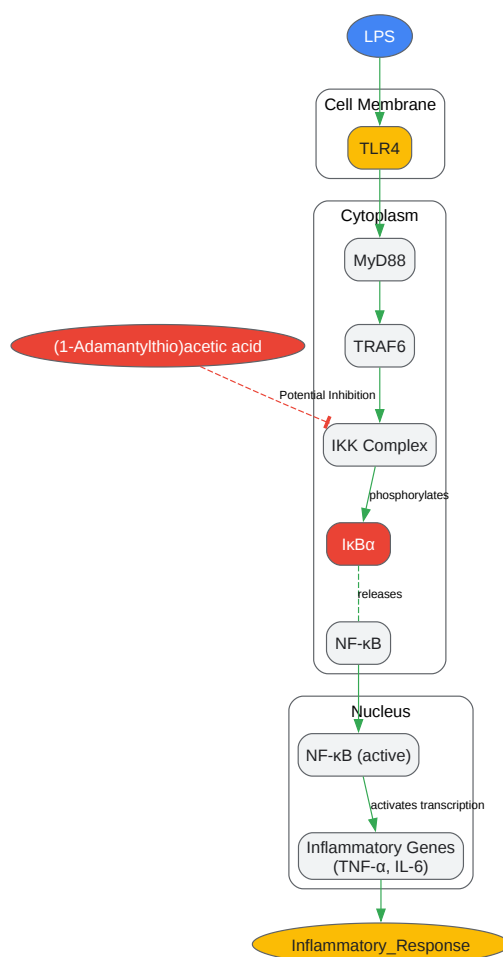 LPS
Cell Membrane
TLR4
Cytoplasm
MyD88
TRAF6
(1-Adamantylthio)acetic acid
Potential Inhibition
IKK Complex
phosphorylates
IκBα
releases
NF-κB
Nucleus
NF-κB (active)
activates transcription
Inflammatory Genes
(TNF-α, IL-6)
Inflammatory_Response